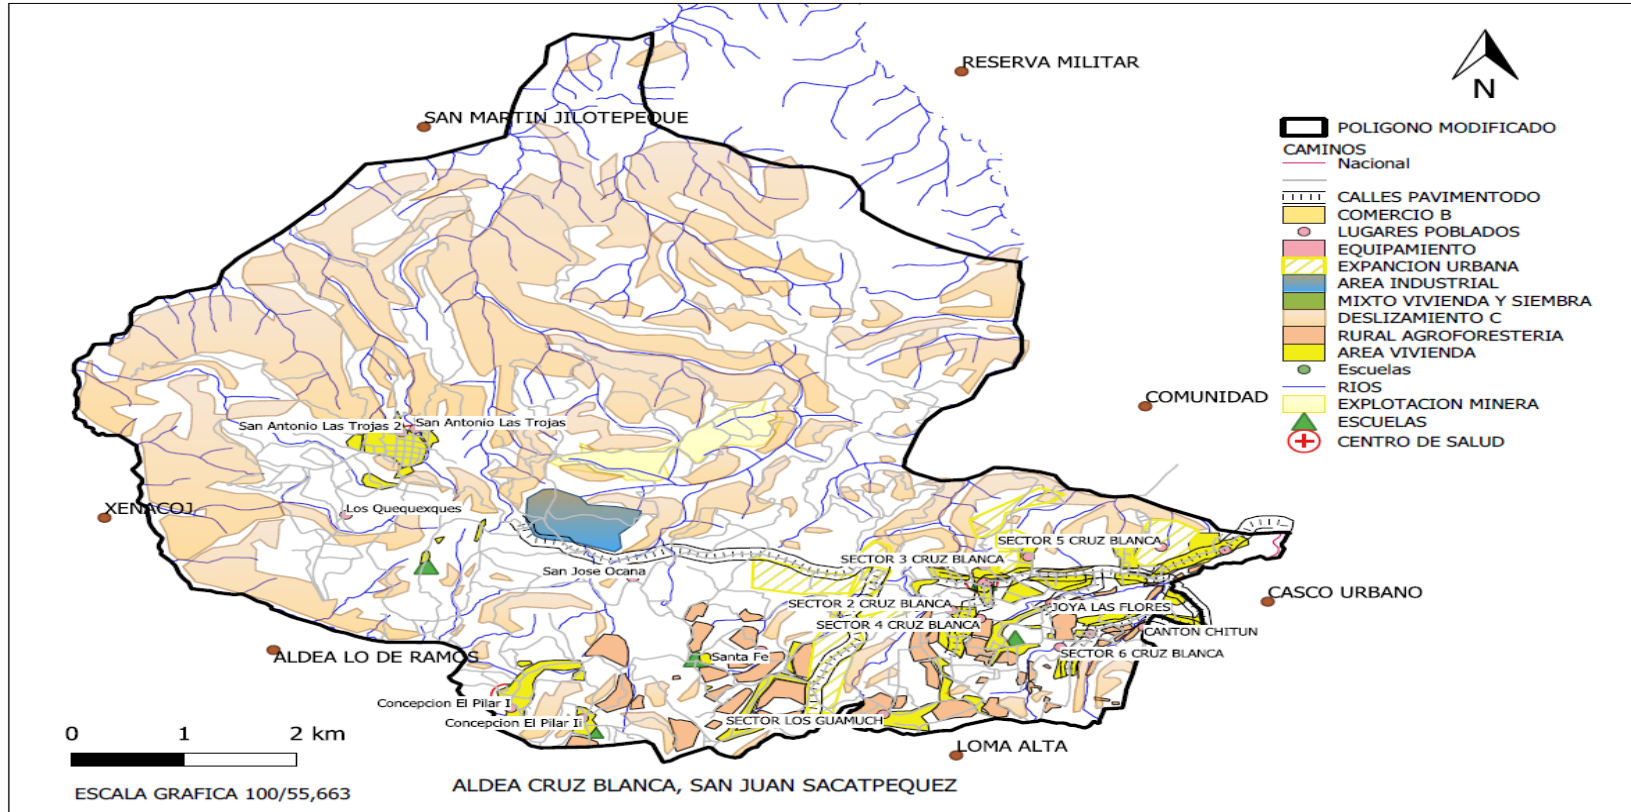 RESERVA MILITAR
SAN MARTIN JILOTEPEQUE
N
POLIGONO MODIFICADO
CAMINOS
Nacional
CALLES PAVIMENTODO
COMERCIO B
LUGARES POBLADOS
EQUIPAMIENTO
EXPANCION URBANA
AREA INDUSTRIAL
MIXTO VIVIENDA Y SIEMBRA
DESLIZAMIENTO C
RURAL AGROFORESTERIA
AREA VIVIENDA
Escuelas
RIOS
EXPLOTACION MINERA
ESCUELAS
CENTRO DE SALUD
COMUNIDAD
San Antonio Las Trojas 2
San Antonio Las Trojas
XENACOJ
Los Quequexques
SECTOR 5 CRUZ BLANCA
SECTOR 3 CRUZ BLANCA
San Jose Ocana
CASCO URBANO
SECTOR 2 CRUZ BLANCA
JOYA LAS FLORES
SECTOR 4 CRUZ BLANCA
CANTON CHITUN
ALDEA LO DE RAMOS
Santa Fe
SECTOR 6 CRUZ BLANCA
Concepcion El Pilar I
Concepcion El Pilar Ii
SECTOR LOS GUAMUCH
LOMA ALTA
0 1 2 km
ESCALA GRAFICA 100/55,663
ALDEA CRUZ BLANCA, SAN JUAN SACATPEQUEZ